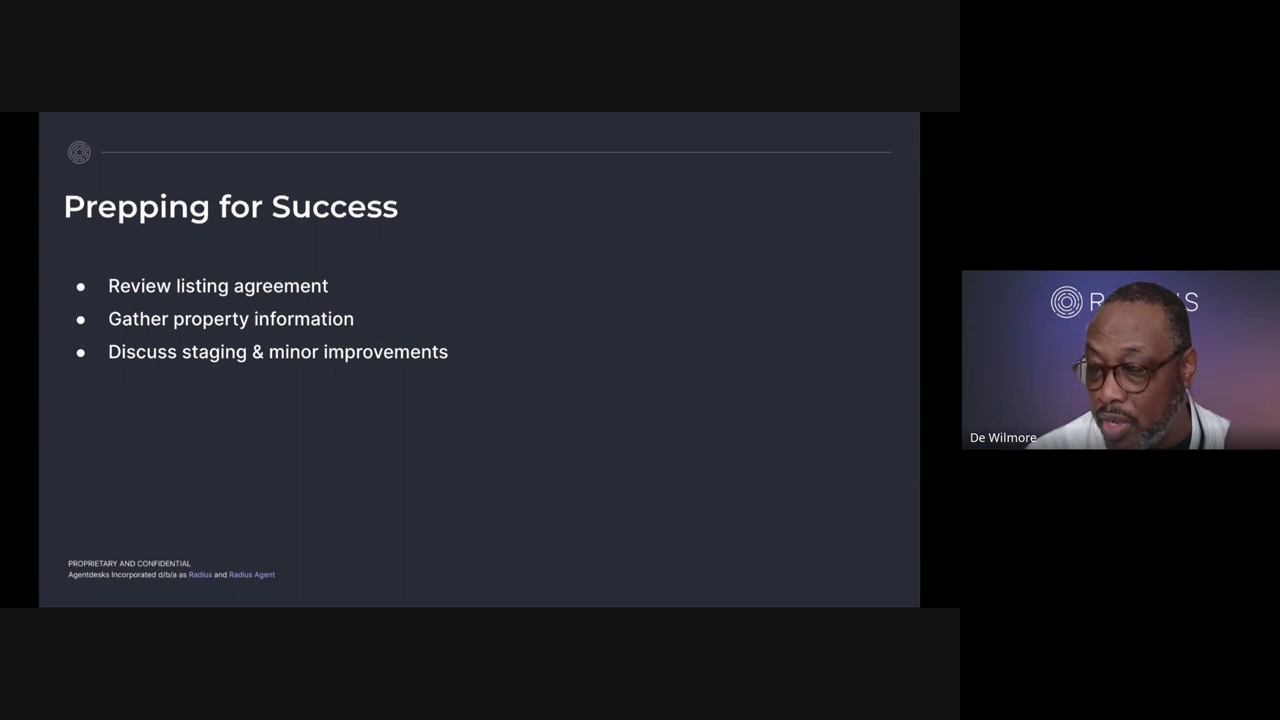 Prepping for Success
● Review listing agreement
● Gather property information
● Discuss staging & minor improvements
PROPRIETARY AND CONFIDENTIAL
Agentdesks Incorporated d/b/a as Radius and Radius Agent
R S
De Wilmore